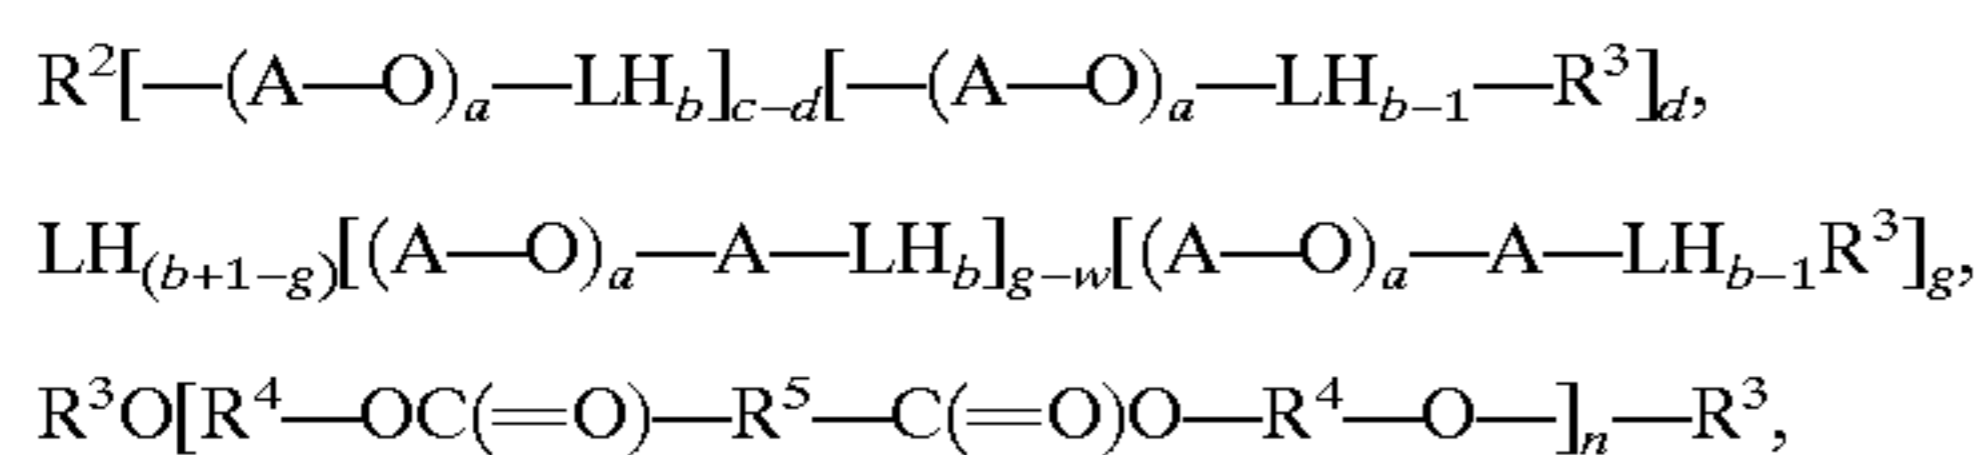 R²[—(A—O)ₐ—LH_b]_{c–d}[—(A—O)ₐ—LH_{b–1}—R³]_d,
LH_{(b+1–g)}[(A—O)ₐ—A—LH_b]_{g–w}[(A—O)ₐ—A—LH_{b–1}R³]_g,
R³O[R⁴—OC(=O)—R⁵—C(=O)O—R⁴—O—]_n—R³,